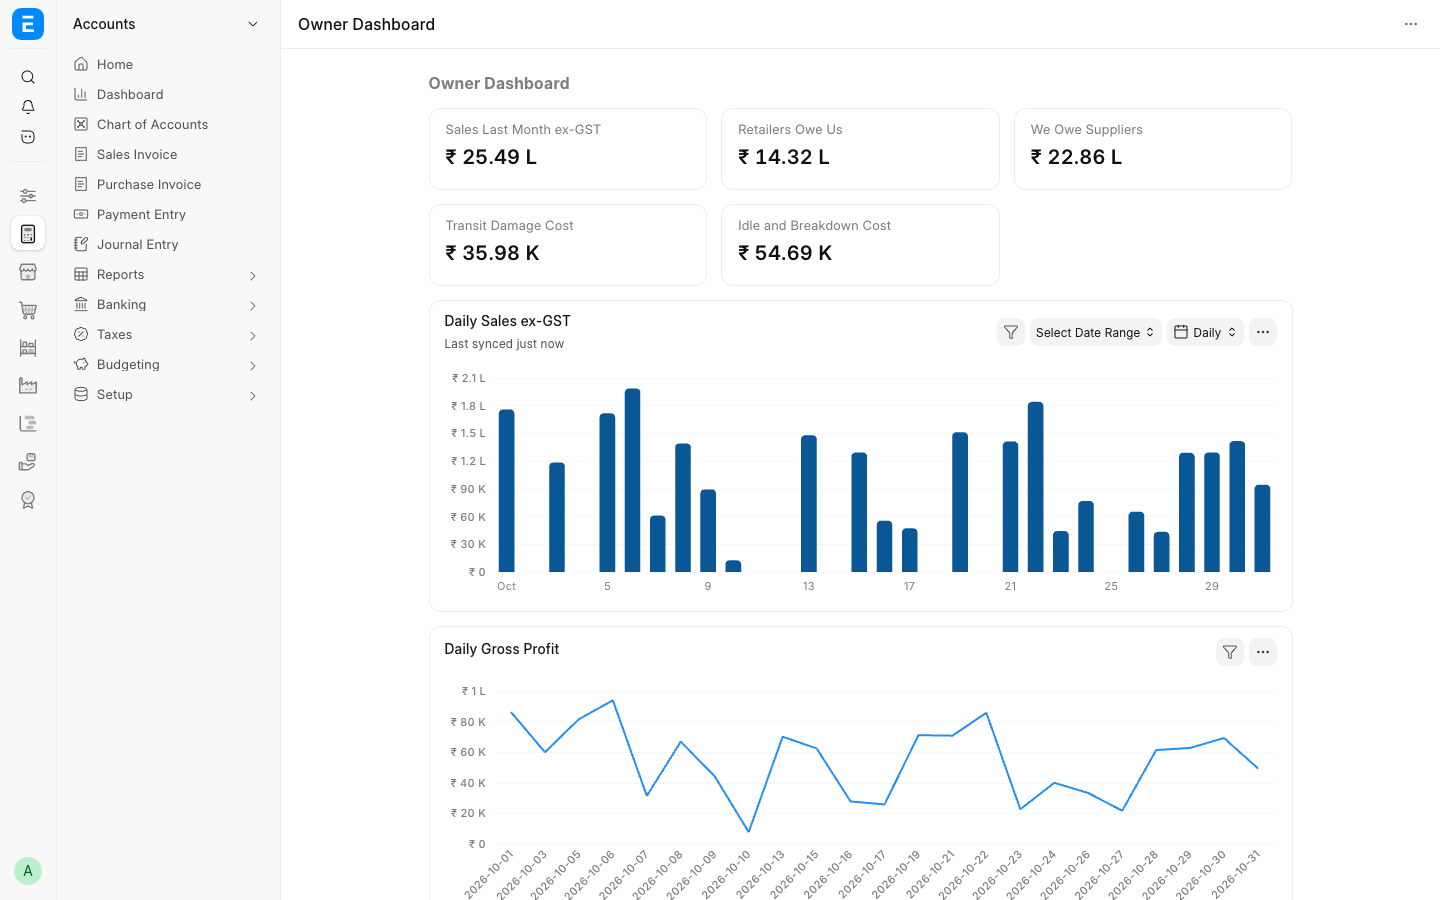 Accounts
Home
Dashboard
Chart of Accounts
Sales Invoice
Purchase Invoice
Payment Entry
Journal Entry
Reports
Banking
Taxes
Budgeting
Setup
A
Owner Dashboard
Owner Dashboard
Sales Last Month ex-GST
₹ 25.49 L
Retailers Owe Us
₹ 14.32 L
We Owe Suppliers
₹ 22.86 L
Transit Damage Cost
₹ 35.98 K
Idle and Breakdown Cost
₹ 54.69 K
Daily Sales ex-GST
Last synced just now
Select Date Range
Daily
₹ 2.1 L
₹ 1.8 L
₹ 1.5 L
₹ 1.2 L
₹ 90 K
₹ 60 K
₹ 30 K
₹ 0
Oct 5 9 13 17 21 25 29
Daily Gross Profit
₹ 1 L
₹ 80 K
₹ 60 K
₹ 40 K
₹ 20 K
₹ 0
2026-10-01
2026-10-03
2026-10-05
2026-10-06
2026-10-07
2026-10-08
2026-10-09
2026-10-10
2026-10-13
2026-10-15
2026-10-16
2026-10-17
2026-10-19
2026-10-21
2026-10-22
2026-10-23
2026-10-24
2026-10-26
2026-10-27
2026-10-28
2026-10-29
2026-10-30
2026-10-31